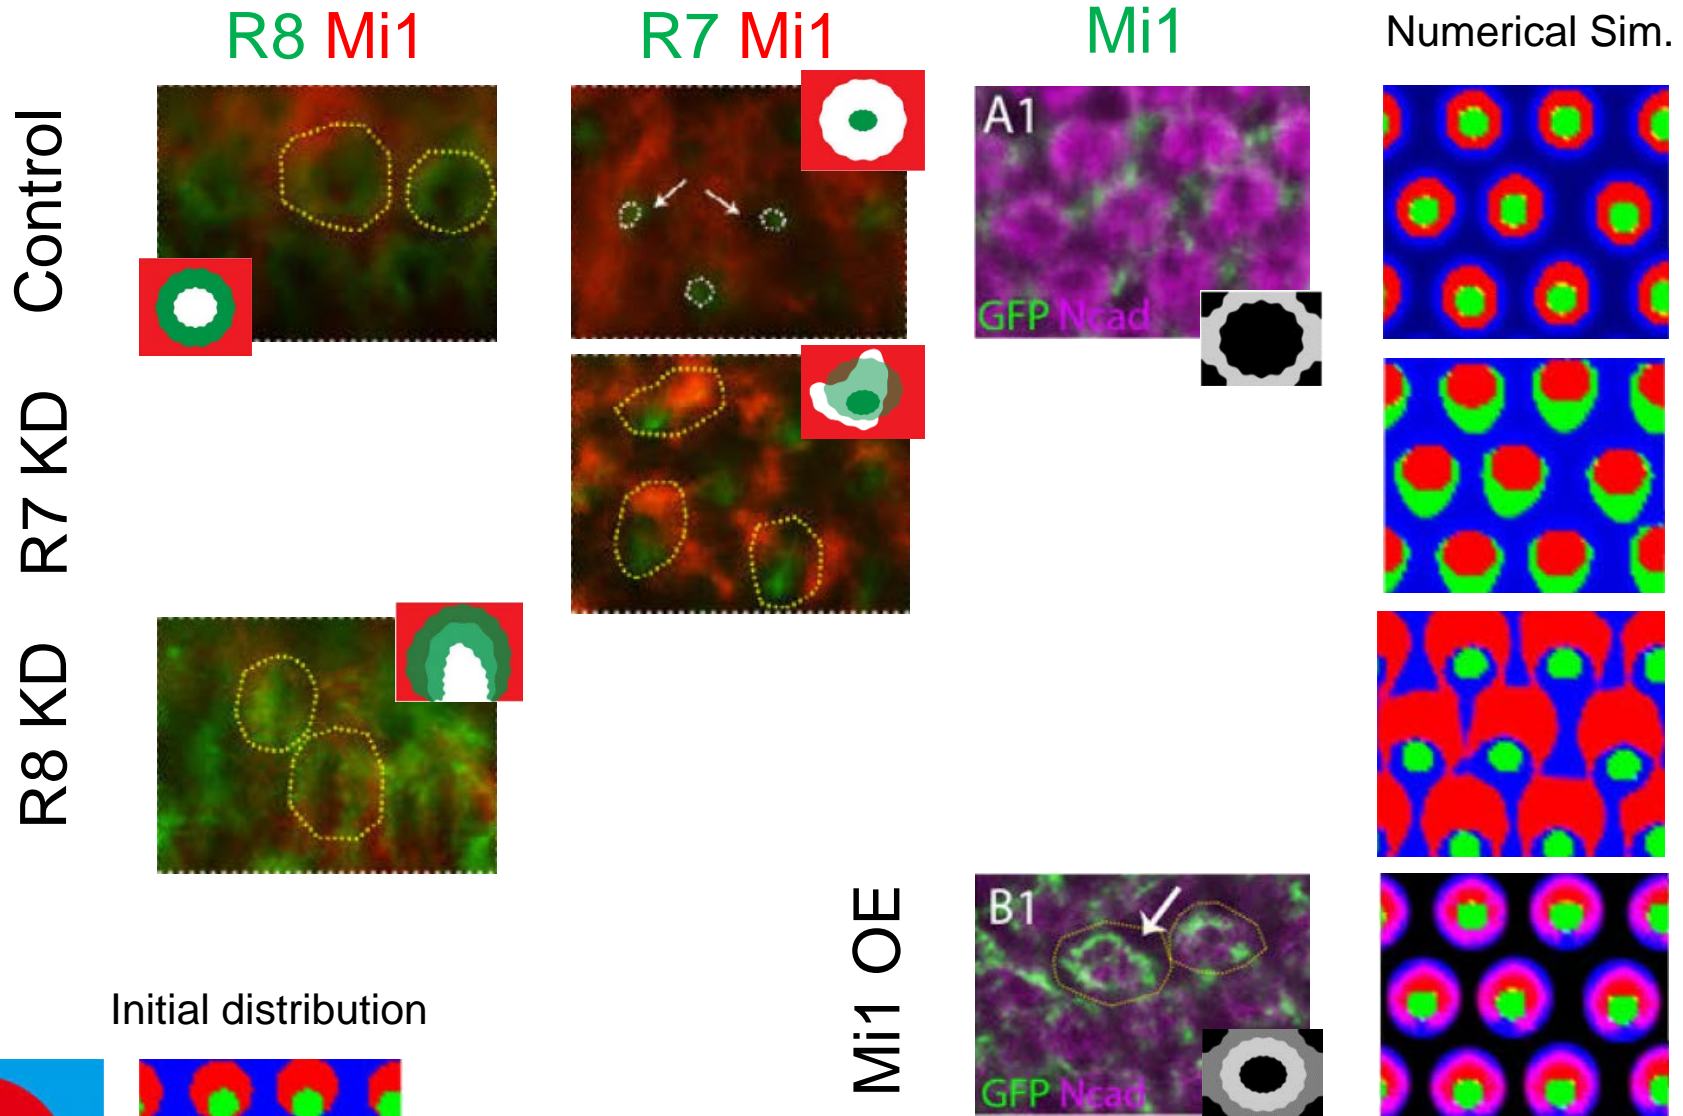 R8 Mi1
R7 Mi1
Mi1
Numerical Sim.
Control
A1
GFP Ncad
R7 KD
R8 KD
Mi1 OE
B1
GFP Ncad
Initial distribution